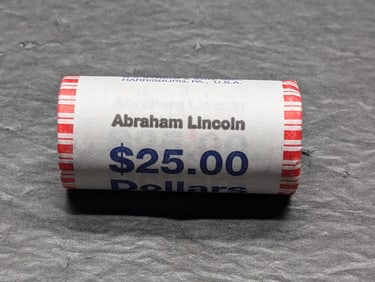 HARRISBURG, PA., U.S.A.
Abraham Lincoln
$25.00
Dollars